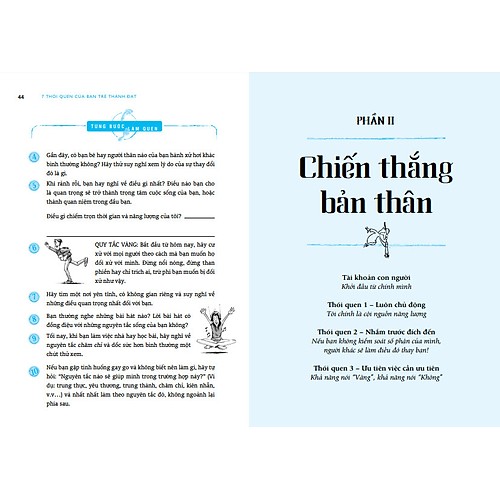 44
7 THÓI QUEN CỦA BẠN TRẺ THÀNH ĐẠT
TỪNG BƯỚC LÀM QUEN
4 Gần đây, có bạn bè hay người thân nào của bạn hành xử hơi khác
bình thường không? Hãy thử suy nghĩ xem lý do của sự thay đổi
đó là gì.
5 Khi rảnh rỗi, bạn hay nghĩ về điều gì nhất? Điều nào bạn cho
là quan trọng sẽ trở thành trọng tâm cuộc sống của bạn, hoặc
thành quan niệm trong đầu bạn.
Điều gì chiếm trọn thời gian và năng lượng của tôi?
6 QUY TẮC VÀNG: Bắt đầu từ hôm nay, hãy cư
xử với mọi người theo cách mà bạn muốn họ
đối xử với mình. Đừng nổi nóng, đừng than
phiền hay chỉ trích ai, trừ phi bạn muốn bị đối
xử như vậy.
7 Hãy tìm một nơi yên tĩnh, có không gian riêng và suy nghĩ về
những điều quan trọng nhất đối với bạn.
8 Bạn thường nghe những bài hát nào? Lời bài hát có
đồng điệu với những nguyên tắc sống của bạn không?
9 Tối nay, khi bạn làm việc nhà hay học bài, hãy nghĩ về
nguyên tắc chăm chỉ và dốc sức hơn bình thường một
chút thử xem.
10 Nếu bạn gặp tình huống gay go và không biết nên làm gì, hãy tự
hỏi: "Nguyên tắc nào sẽ giúp mình trong trường hợp này?" (Ví
dụ: trung thực, yêu thương, trung thành, chăm chỉ, kiên nhẫn,
v.v...) và nhất nhất làm theo nguyên tắc đó, không ngoảnh lại
phía sau.
PHẦN II
Chiến thắng
bản thân
Tài khoản con người
Khởi đầu từ chính mình
Thói quen 1 – Luôn chủ động
Tôi chính là cội nguồn năng lượng
Thói quen 2 – Nhắm trước đích đến
Nếu bạn không kiểm soát số phận của mình,
người khác sẽ làm điều đó thay bạn!
Thói quen 3 – Ưu tiên việc cần ưu tiên
Khả năng nói "Vâng", khả năng nói "Không"